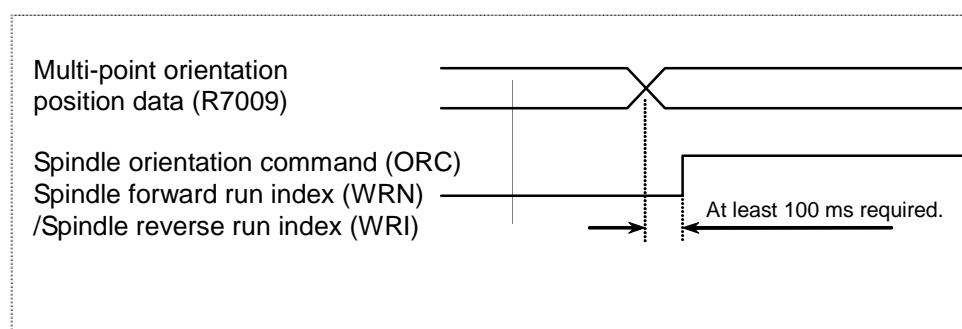 Multi-point orientation
position data (R7009)
Spindle orientation command (ORC)
Spindle forward run index (WRN)
/Spindle reverse run index (WRI)
At least 100 ms required.